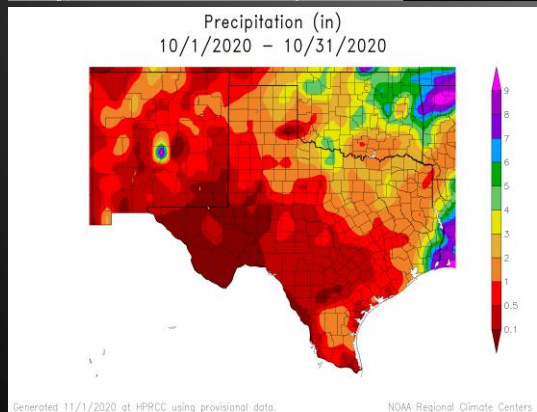 Precipitation (in)
10/1/2020 – 10/31/2020
9
8
7
6
5
4
3
2
1
0.5
0.1
Generated 11/1/2020 at HPRCC using provisional data.
NOAA Regional Climate Centers